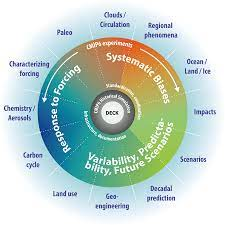 Clouds /
Circulation
Regional
phenomena
Ocean /
Land / Ice
Impacts
Scenarios
Decadal
prediction
Geo-
engineering
Land use
Carbon
cycle
Chemistry /
Aerosols
Characterizing
forcing
Paleo
CMIP6 experiments
Systematic Biases
Response to Forcing
Variability, Predicta-
bility, Future Scenarios
DECK